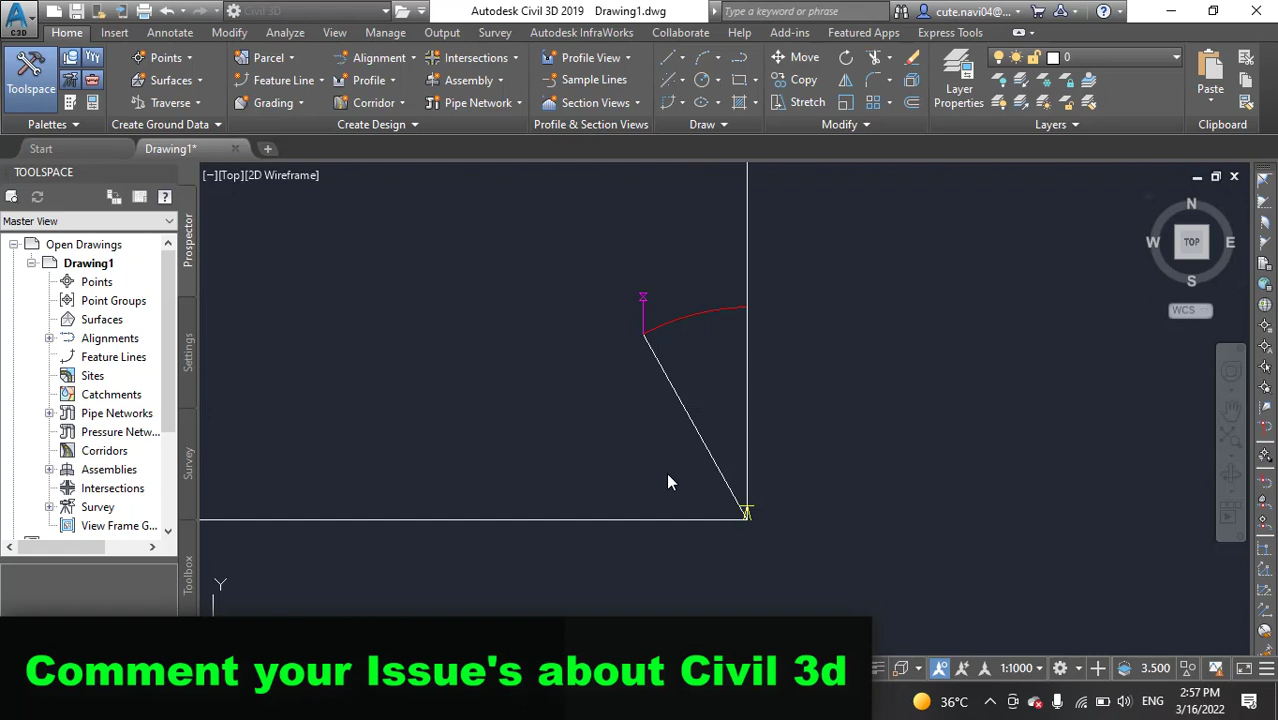 Civil 3D
Autodesk Civil 3D 2019 Drawing1.dwg
Type a keyword or phrase
cute.navi04@...
C3D
Home Insert Annotate Modify Analyze View Manage Output Survey Autodesk InfraWorks Collaborate Help Add-ins Featured Apps Express Tools
Toolspace
Points
Surfaces
Traverse
Parcel
Feature Line
Grading
Alignment
Profile
Corridor
Intersections
Assembly
Pipe Network
Profile View
Sample Lines
Section Views
Move
Copy
Stretch
Layer
Properties
0
Paste
Palettes Create Ground Data Create Design Profile & Section Views Draw Modify Layers Clipboard
Start Drawing1*
TOOLSPACE
Master View
Open Drawings
Drawing1
Points
Point Groups
Surfaces
Alignments
Feature Lines
Sites
Catchments
Pipe Networks
Pressure Netw...
Corridors
Assemblies
Intersections
Survey
View Frame G...
Prospector
Settings
Survey
Toolbox
[−][Top][2D Wireframe]
N
W TOP E
S
WCS
Y
1:1000 3.500
Comment your Issue's about Civil 3d
36°C
ENG
2:57 PM
3/16/2022